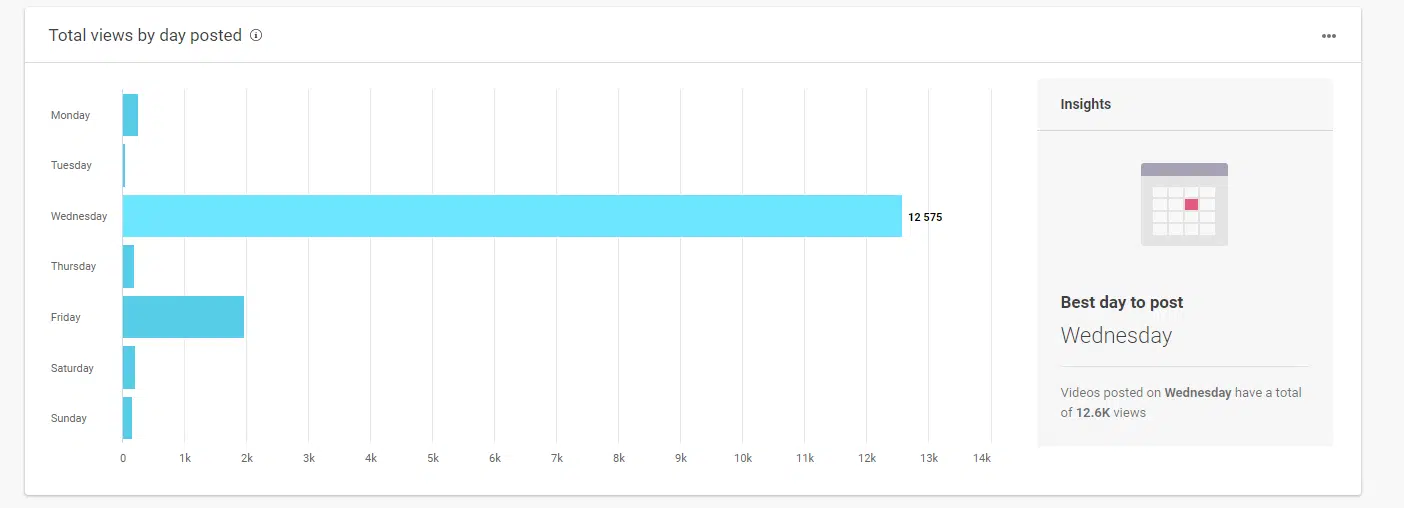 Total views by day posted
Monday
Tuesday
Wednesday
12 575
Thursday
Friday
Saturday
Sunday
0 1k 2k 3k 4k 5k 6k 7k 8k 9k 10k 11k 12k 13k 14k
Insights
Best day to post
Wednesday
Videos posted on Wednesday have a total
of 12.6K views